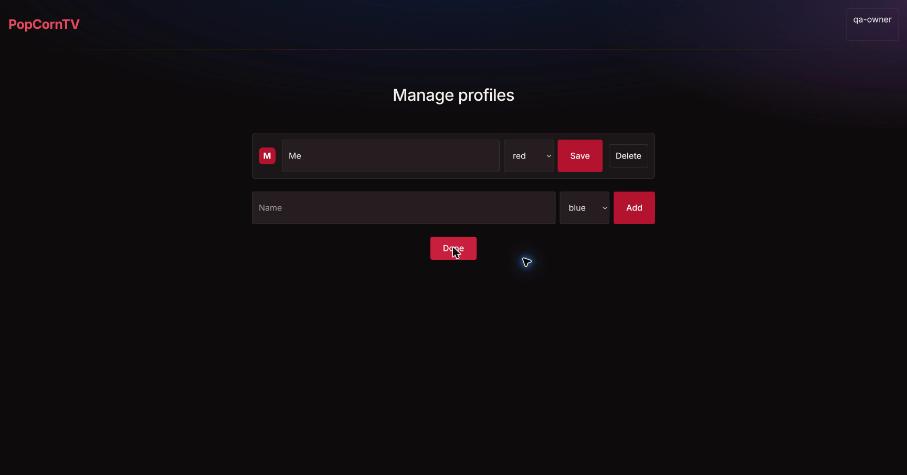 PopCornTV
qa-owner
Manage profiles
M Me red Save Delete
Name blue Add
Done